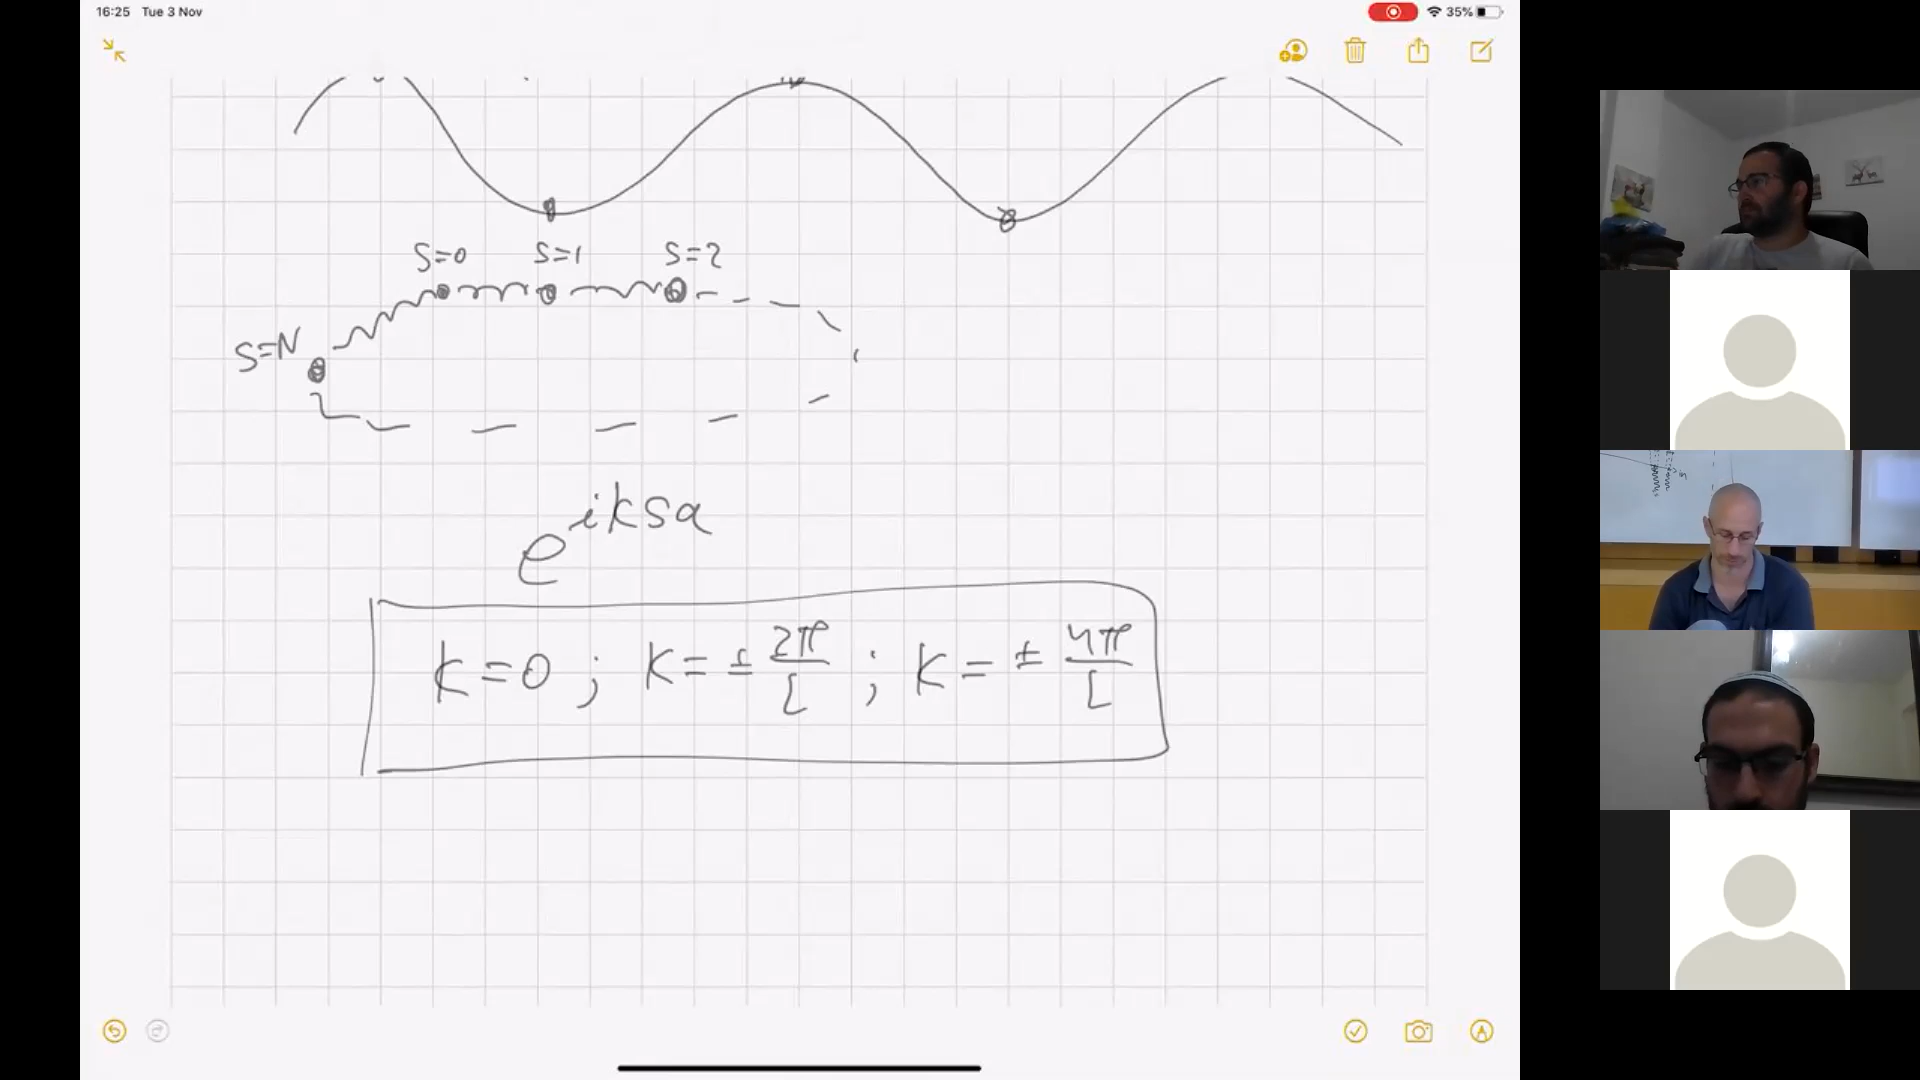 16:25 Tue 3 Nov 35%
S=0 S=1 S=2
S=N
e^{iksa}
K=0 ; K=± 2π/L ; K=± 4π/L